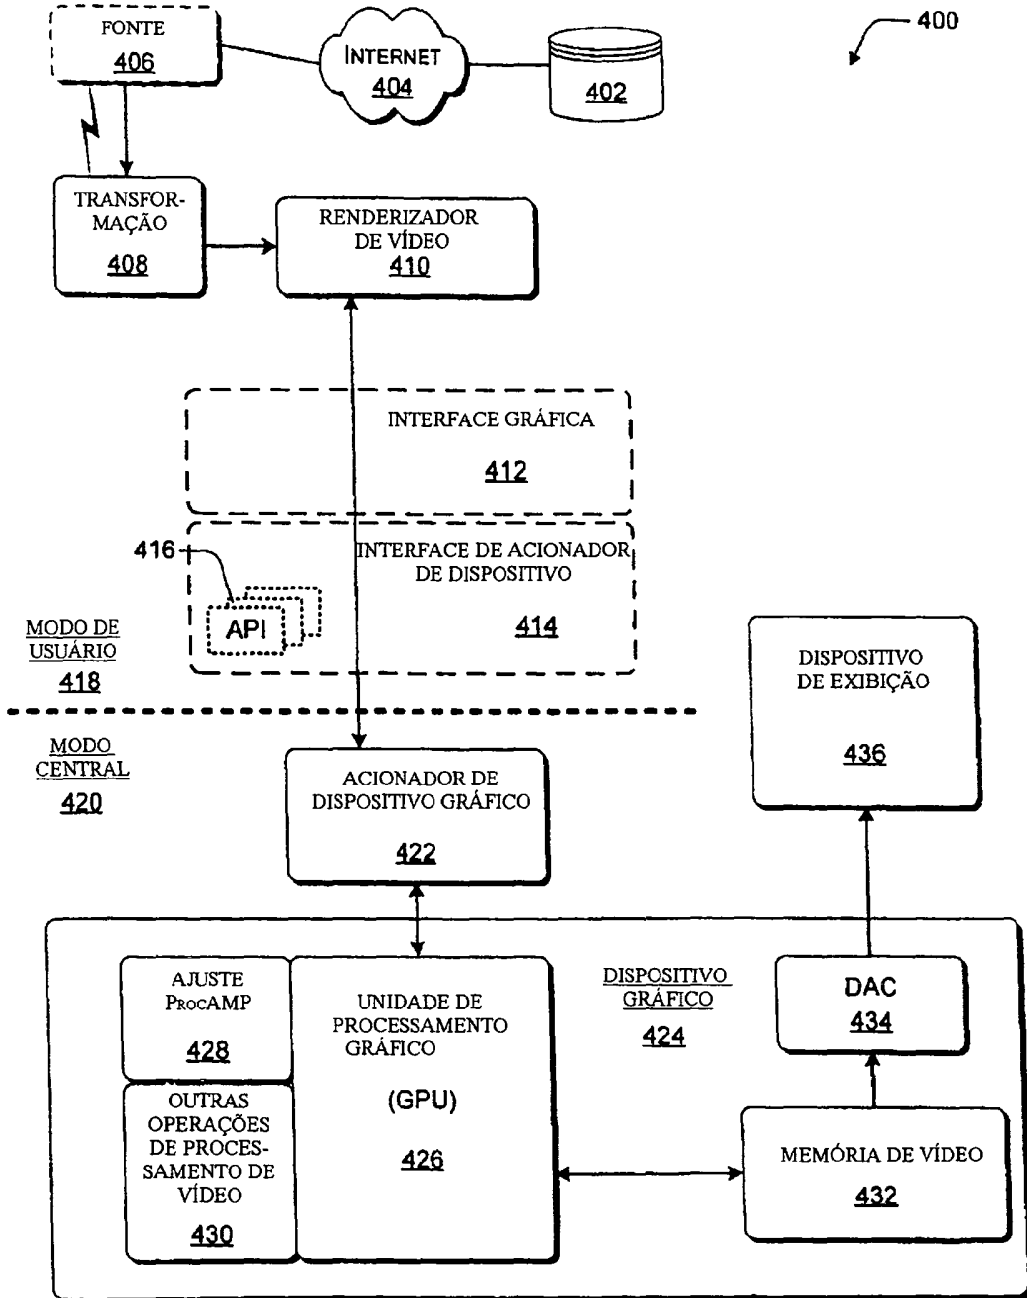 400
FONTE
406
INTERNET
404
402
TRANSFOR-
MAÇÃO
408
RENDERIZADOR
DE VÍDEO
410
INTERFACE GRÁFICA
412
416
INTERFACE DE ACIONADOR
DE DISPOSITIVO
API
414
MODO DE
USUÁRIO
418
MODO
CENTRAL
420
ACIONADOR DE
DISPOSITIVO GRÁFICO
422
DISPOSITIVO
DE EXIBIÇÃO
436
AJUSTE
PROCAMP
428
OUTRAS
OPERAÇÕES
DE PROCES-
SAMENTO DE
VÍDEO
430
UNIDADE DE
PROCESSAMENTO
GRÁFICO
(GPU)
426
DISPOSITIVO
GRÁFICO
424
DAC
434
MEMÓRIA DE VÍDEO
432